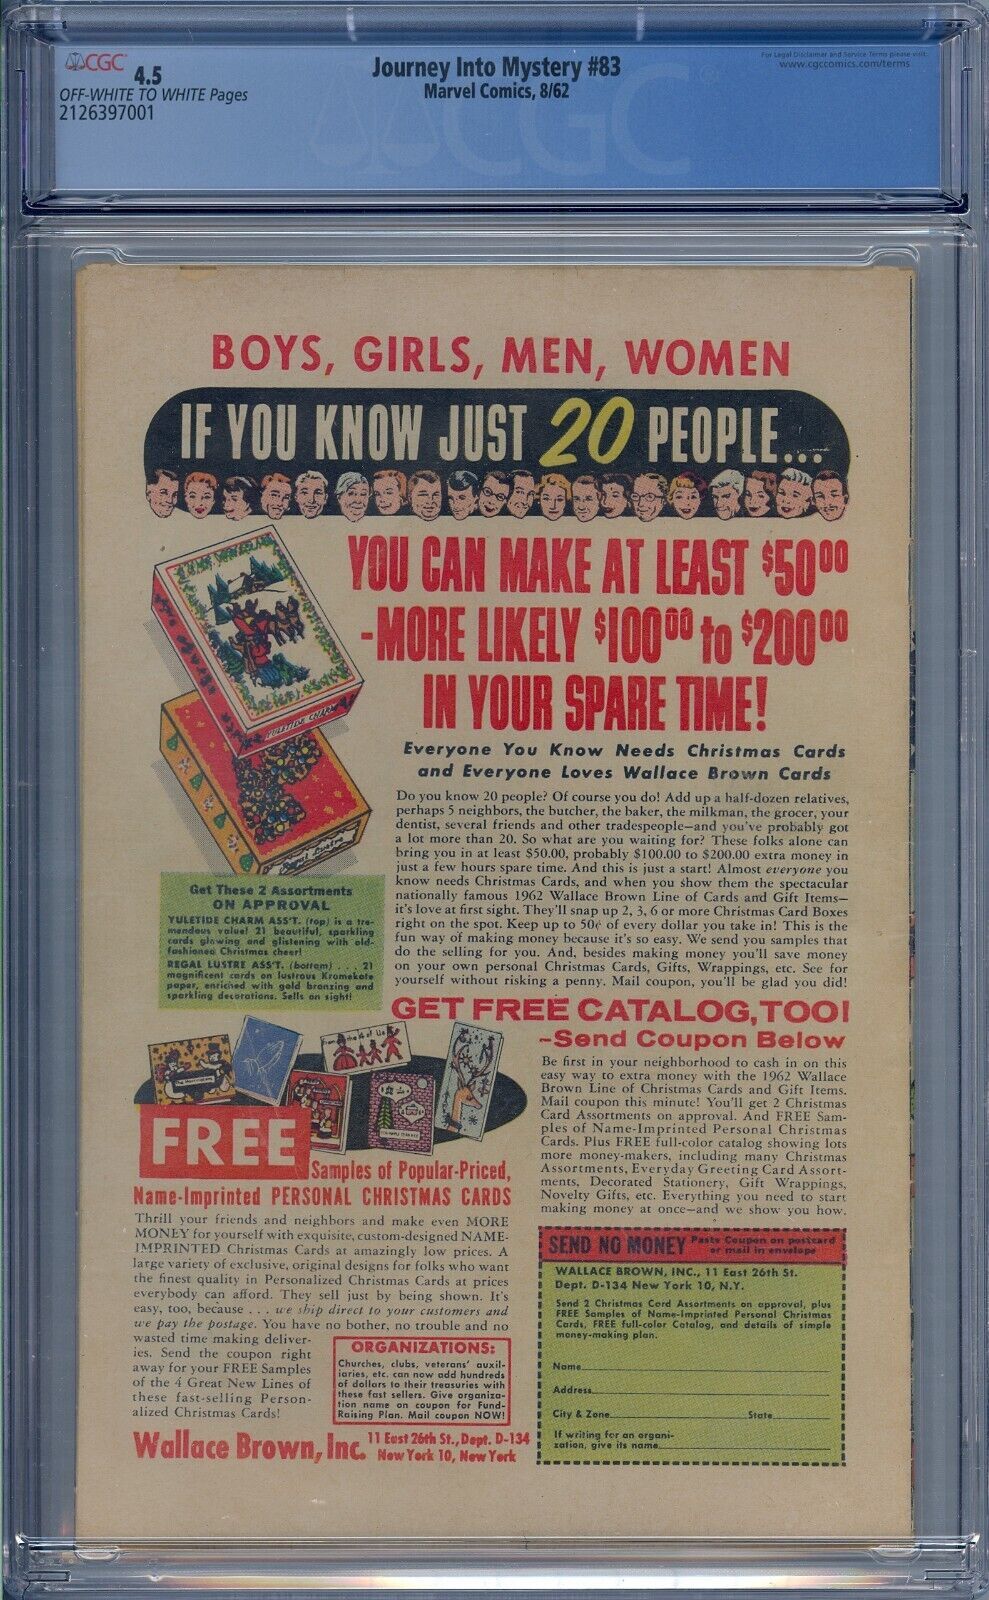 CGC
4.5
OFF-WHITE TO WHITE Pages
2126397001
Journey Into Mystery #83
Marvel Comics, 8/62
For Legal Disclaimer and Service Terms please visit:
www.cgccomics.com/terms
CGC
BOYS, GIRLS, MEN, WOMEN
IF YOU KNOW JUST 20 PEOPLE...
YOU CAN MAKE AT LEAST $50⁰⁰
-MORE LIKELY $100⁰⁰ to $200⁰⁰
IN YOUR SPARE TIME!
YULETIDE CHARM
Regal Lustre
Everyone You Know Needs Christmas Cards
and Everyone Loves Wallace Brown Cards
Do you know 20 people? Of course you do! Add up a half-dozen relatives,
perhaps 5 neighbors, the butcher, the baker, the milkman, the grocer, your
dentist, several friends and other tradespeople—and you've probably got
a lot more than 20. So what are you waiting for? These folks alone can
bring you in at least $50.00, probably $100.00 to $200.00 extra money in
just a few hours spare time. And this is just a start! Almost everyone you
know needs Christmas Cards, and when you show them the spectacular
nationally famous 1962 Wallace Brown Line of Cards and Gift Items—
it's love at first sight. They'll snap up 2, 3, 6 or more Christmas Card Boxes
right on the spot. Keep up to 50¢ of every dollar you take in! This is the
fun way of making money because it's so easy. We send you samples that
do the selling for you. And, besides making money you'll save money
on your own personal Christmas Cards, Gifts, Wrappings, etc. See for
yourself without risking a penny. Mail coupon, you'll be glad you did!
Get These 2 Assortments
ON APPROVAL
YULETIDE CHARM ASS'T. (top) is a tre-
mendous value! 21 beautiful, sparkling
cards glowing and glistening with old-
fashioned Christmas cheer!
REGAL LUSTRE ASS'T. (bottom) . . . 21
magnificent cards on lustrous Kromekote
paper, enriched with gold bronzing and
sparkling decorations. Sells on sight!
GET FREE CATALOG,TOO!
-Send Coupon Below
Be first in your neighborhood to cash in on this
easy way to extra money with the 1962 Wallace
Brown Line of Christmas Cards and Gift Items.
Mail coupon this minute! You'll get 2 Christmas
Card Assortments on approval. And FREE Sam-
ples of Name-Imprinted Personal Christmas
Cards. Plus FREE full-color catalog showing lots
more money-makers, including many Christmas
Assortments, Everyday Greeting Card Assort-
ments, Decorated Stationery, Gift Wrappings,
Novelty Gifts, etc. Everything you need to start
making money at once—and we show you how.
FREE
Samples of Popular-Priced,
Name-Imprinted PERSONAL CHRISTMAS CARDS
Thrill your friends and neighbors and make even MORE
MONEY for yourself with exquisite, custom-designed NAME-
IMPRINTED Christmas Cards at amazingly low prices. A
large variety of exclusive, original designs for folks who want
the finest quality in Personalized Christmas Cards at prices
everybody can afford. They sell just by being shown. It's
easy, too, because . . . we ship direct to your customers and
we pay the postage. You have no bother, no trouble and no
wasted time making deliver-
ies. Send the coupon right
away for your FREE Samples
of the 4 Great New Lines of
these fast-selling Person-
alized Christmas Cards!
ORGANIZATIONS:
Churches, clubs, veterans' auxil-
iaries, etc. can now add hundreds
of dollars to their treasuries with
these fast sellers. Give organiza-
tion name on coupon for Fund-
Raising Plan. Mail coupon NOW!
Wallace Brown, Inc. 11 East 26th St., Dept. D-134
New York 10, New York
SEND NO MONEY Paste Coupon on postcard
or mail in envelope
WALLACE BROWN, INC., 11 East 26th St.
Dept. D-134 New York 10, N.Y.
Send 2 Christmas Card Assortments on approval, plus
FREE Samples of Name-Imprinted Personal Christmas
Cards, FREE full-color Catalog, and details of simple
money-making plan.
Name
Address
City & Zone State
If writing for an organi-
zation, give its name